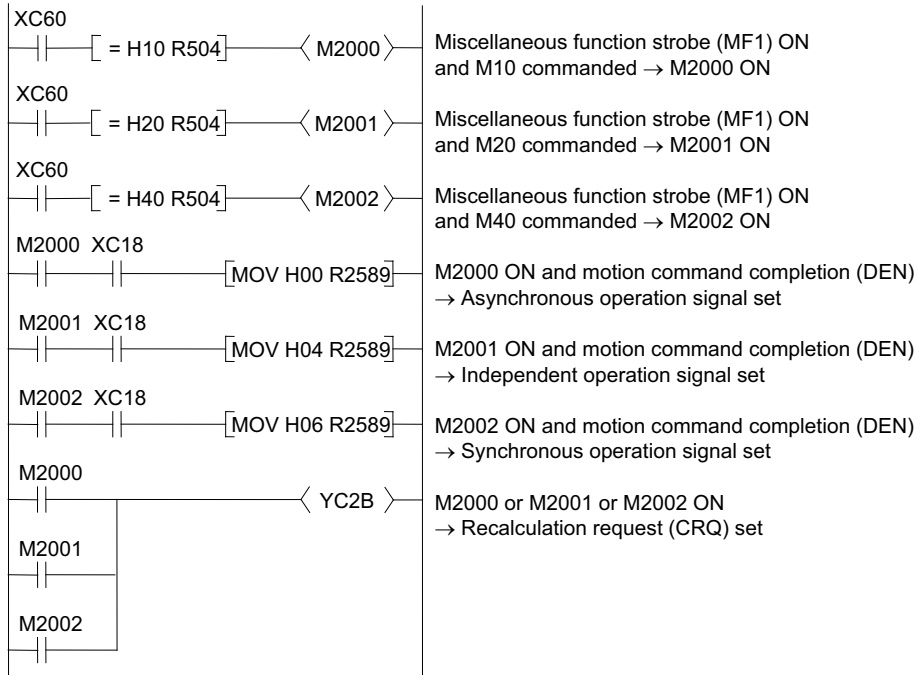 XC60
= H10 R504 M2000
Miscellaneous function strobe (MF1) ON
and M10 commanded → M2000 ON
XC60
= H20 R504 M2001
Miscellaneous function strobe (MF1) ON
and M20 commanded → M2001 ON
XC60
= H40 R504 M2002
Miscellaneous function strobe (MF1) ON
and M40 commanded → M2002 ON
M2000 XC18
MOV H00 R2589
M2000 ON and motion command completion (DEN)
→ Asynchronous operation signal set
M2001 XC18
MOV H04 R2589
M2001 ON and motion command completion (DEN)
→ Independent operation signal set
M2002 XC18
MOV H06 R2589
M2002 ON and motion command completion (DEN)
→ Synchronous operation signal set
M2000
YC2B
M2000 or M2001 or M2002 ON
→ Recalculation request (CRQ) set
M2001
M2002